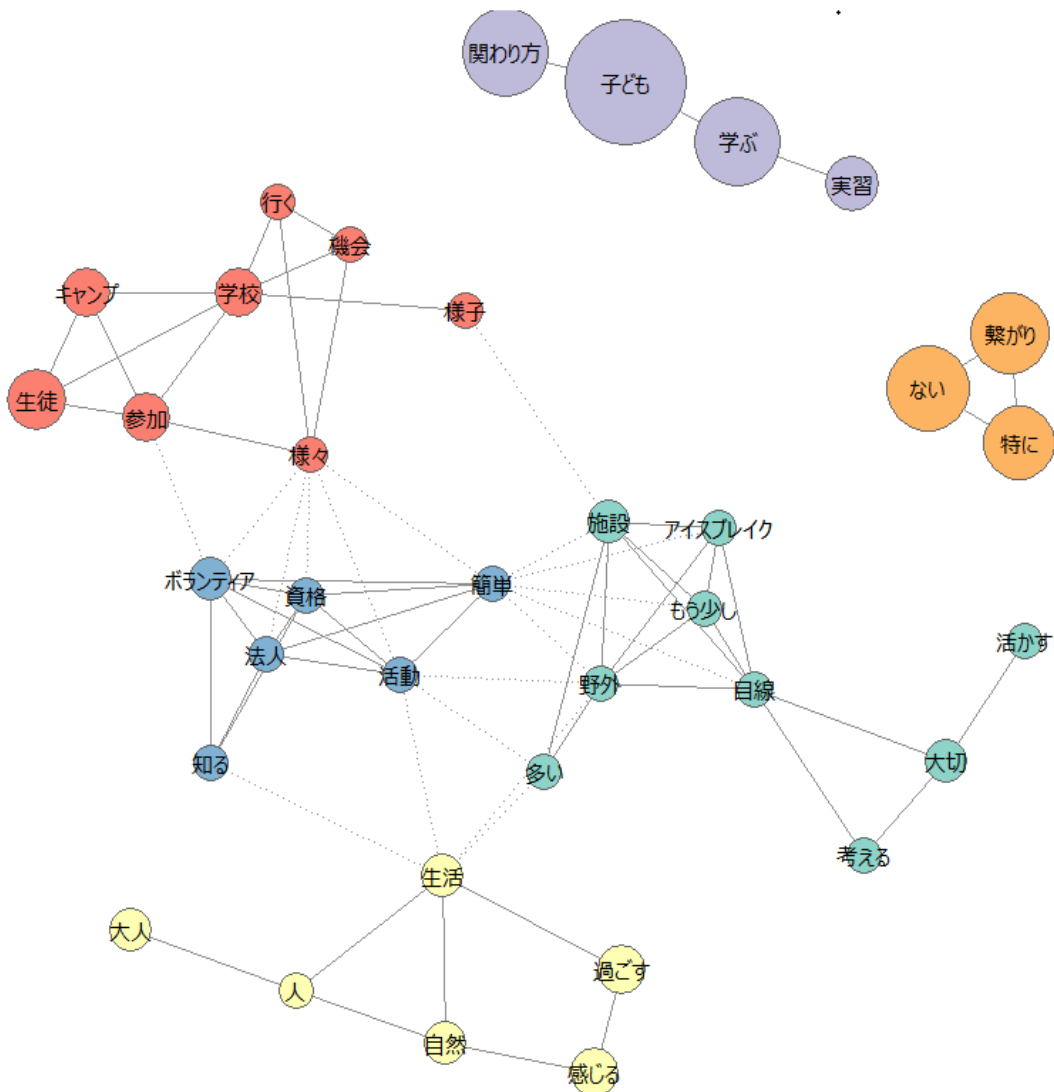 関わり方
子ども
学ぶ
実習
行く
機会
キャンプ
学校
様子
繋がり
生徒
参加
ない
特に
様々
施設
アイスブレイク
ボランティア
資格
簡単
もう少し
活かす
法人
活動
野外
目線
知る
多い
大切
考える
生活
大人
過ごす
人
自然
感じる